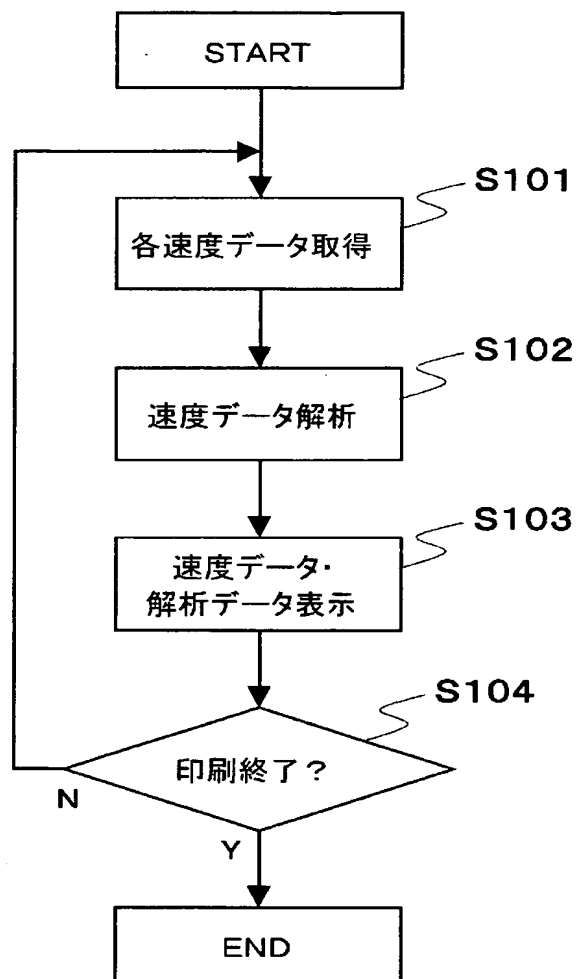 START
S101
各速度データ取得
S102
速度データ解析
S103
速度データ・
解析データ表示
S104
印刷終了?
N
Y
END